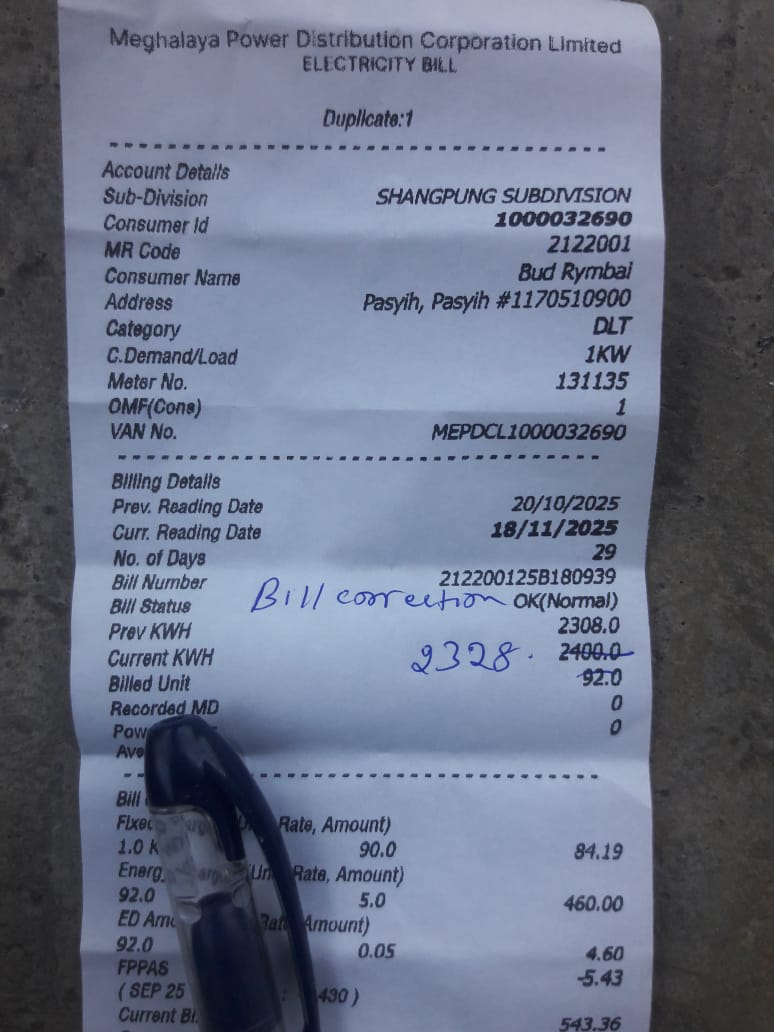 Meghalaya Power Distribution Corporation Limited
ELECTRICITY BILL
Duplicate:1
Account Details
Sub-Division SHANGPUNG SUBDIVISION
Consumer Id 1000032690
MR Code 2122001
Consumer Name Bud Rymbai
Address Pasyih, Pasyih #1170510900
Category DLT
C.Demand/Load 1KW
Meter No. 131135
OMF(Cons) 1
VAN No. MEPDCL1000032690
Billing Details
Prev. Reading Date 20/10/2025
Curr. Reading Date 18/11/2025
No. of Days 29
Bill Number 212200125B180939
Bill Status Bill correction OK(Normal)
Prev KWH 2308.0
Current KWH 2328. 2400.0
Billed Unit 92.0
Recorded MD 0
0
Bill
Rate, Amount)
1.0 90.0 84.19
Rate, Amount)
92.0 5.0 460.00
ED Amount)
92.0 0.05 4.60
FPPAS -5.43
( SEP 25 430 )
Current 543.36